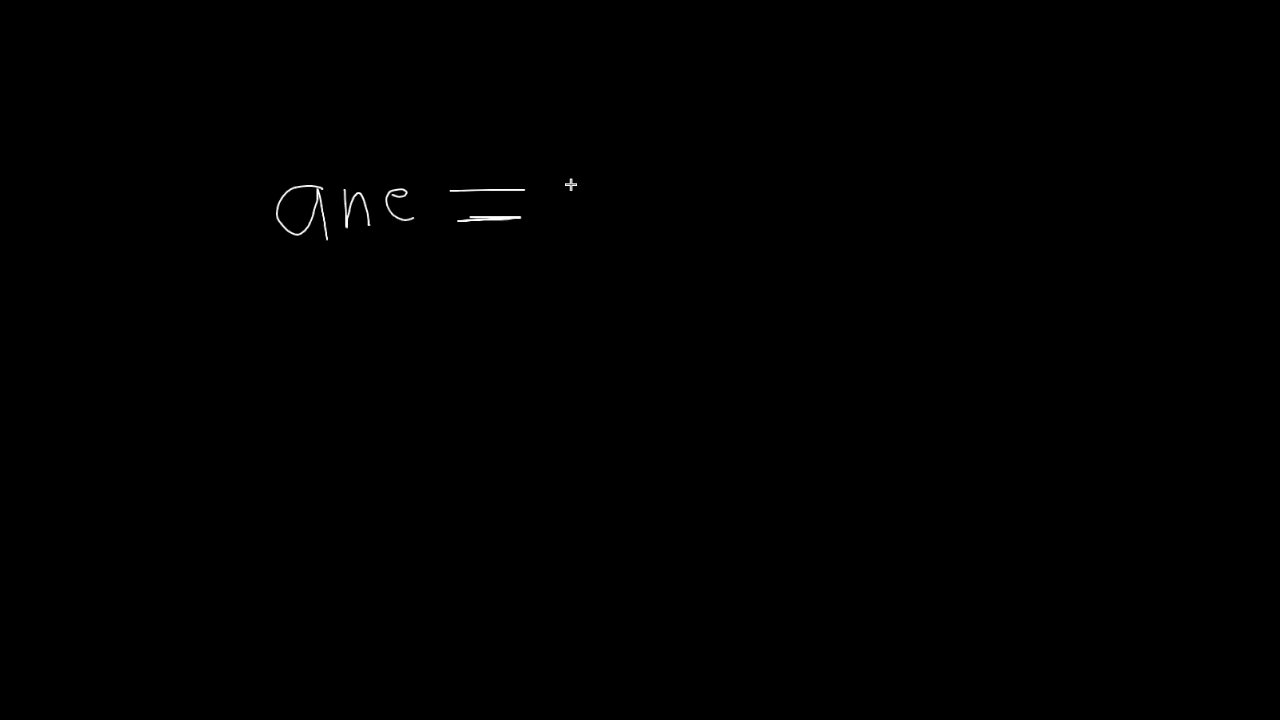 ane =